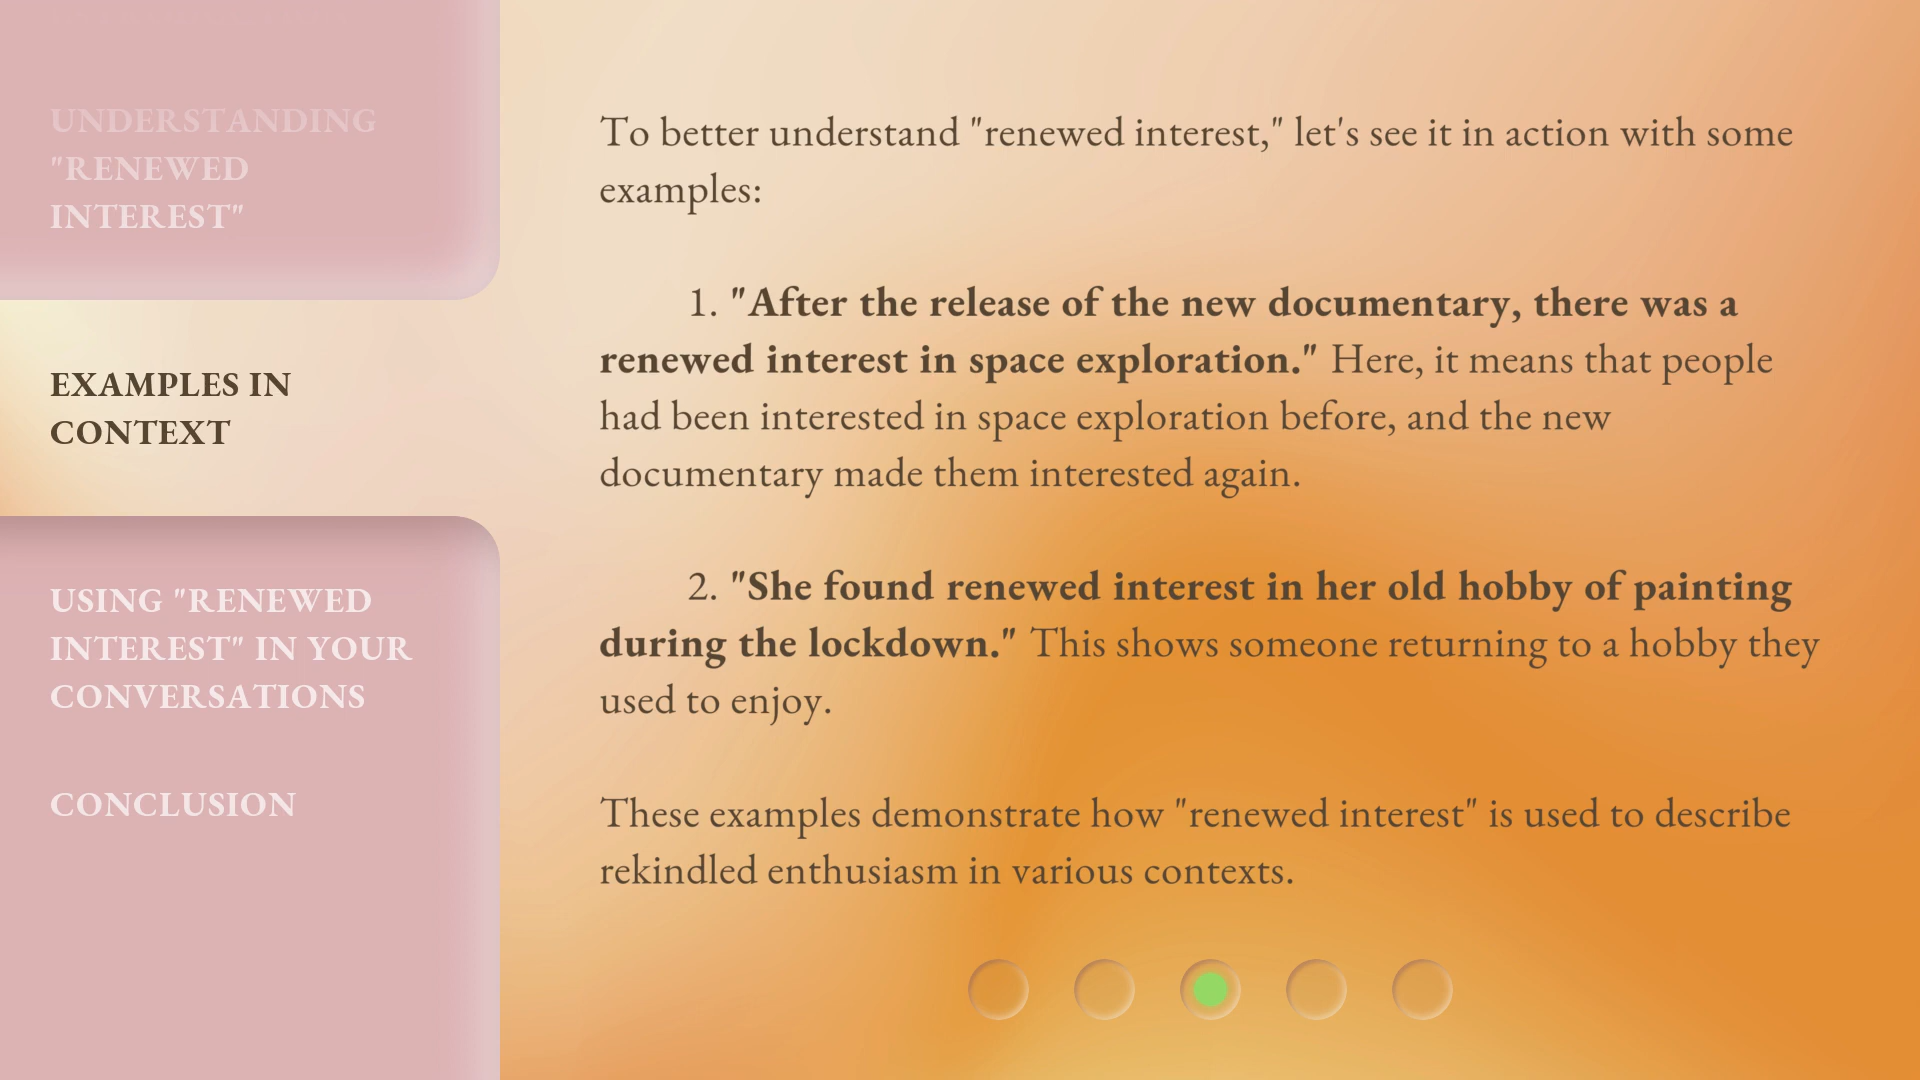 UNDERSTANDING
"RENEWED
INTEREST"
EXAMPLES IN
CONTEXT
USING "RENEWED
INTEREST" IN YOUR
CONVERSATIONS
CONCLUSION
To better understand "renewed interest," let's see it in action with some
examples:
1. "After the release of the new documentary, there was a
renewed interest in space exploration." Here, it means that people
had been interested in space exploration before, and the new
documentary made them interested again.
2. "She found renewed interest in her old hobby of painting
during the lockdown." This shows someone returning to a hobby they
used to enjoy.
These examples demonstrate how "renewed interest" is used to describe
rekindled enthusiasm in various contexts.